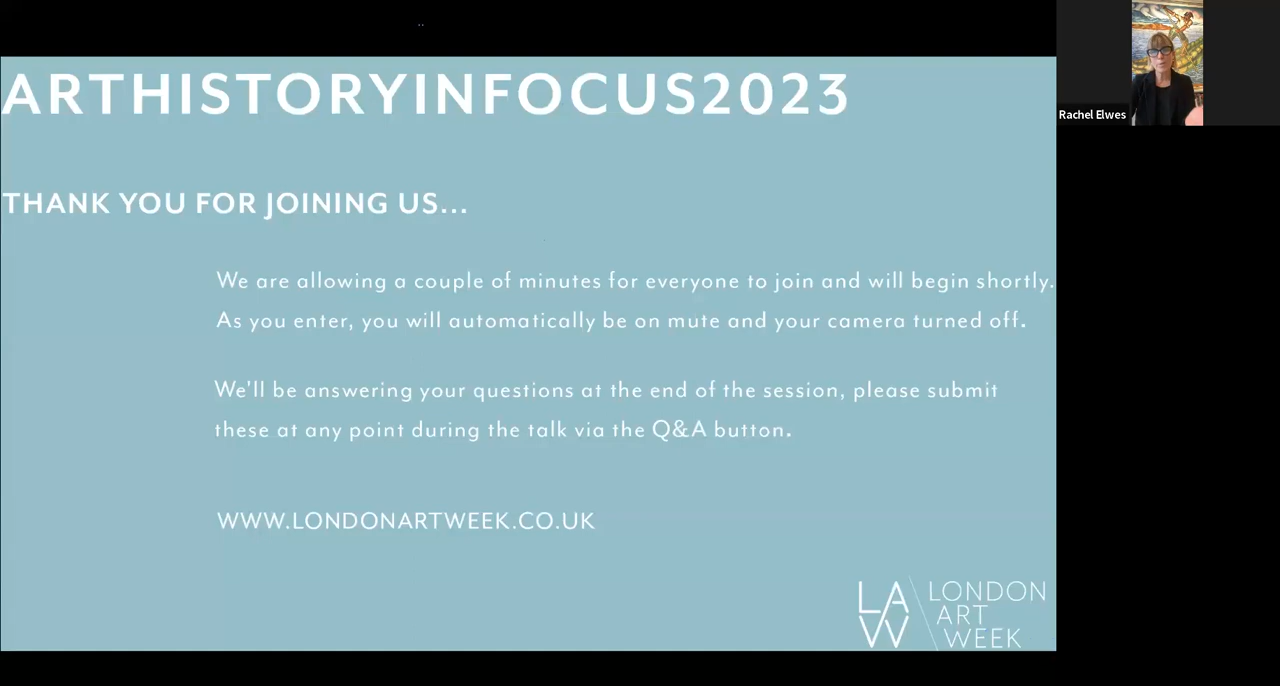 ARTHISTORYINFOCUS2023
Rachel Elwes
THANK YOU FOR JOINING US...
We are allowing a couple of minutes for everyone to join and will begin shortly.
As you enter, you will automatically be on mute and your camera turned off.
We'll be answering your questions at the end of the session, please submit
these at any point during the talk via the Q&A button.
WWW.LONDONARTWEEK.CO.UK
LA
W
LONDON
ART
WEEK